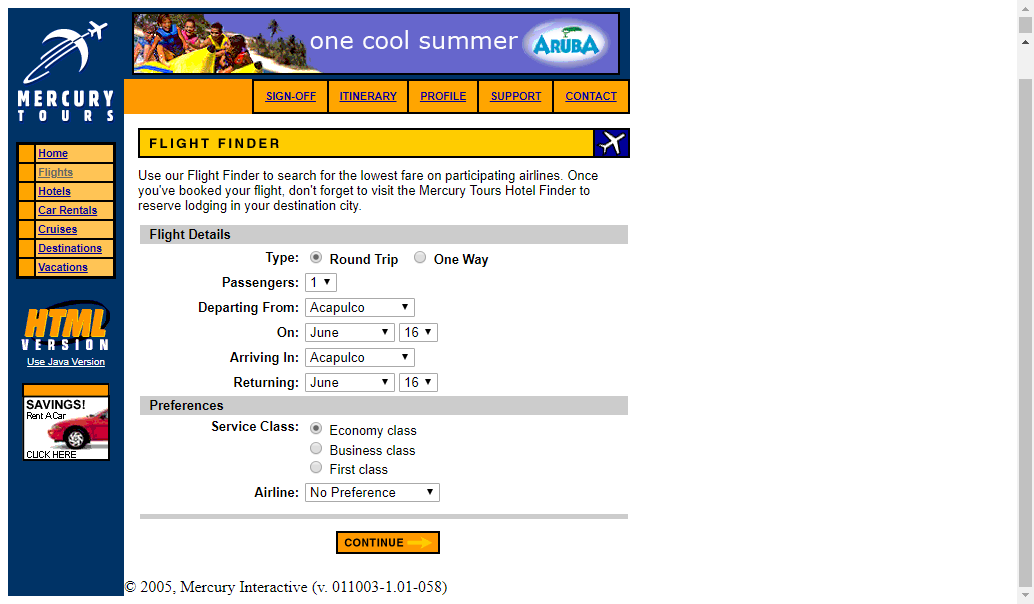 one cool summer ARUBA
MERCURY
TOURS
SIGN-OFF ITINERARY PROFILE SUPPORT CONTACT
Home
Flights
Hotels
Car Rentals
Cruises
Destinations
Vacations
HTML
VERSION
Use Java Version
SAVINGS!
Rent A Car
CLICK HERE
FLIGHT FINDER
Use our Flight Finder to search for the lowest fare on participating airlines. Once
you've booked your flight, don't forget to visit the Mercury Tours Hotel Finder to
reserve lodging in your destination city.
Flight Details
Type: Round Trip One Way
Passengers: 1
Departing From: Acapulco
On: June 16
Arriving In: Acapulco
Returning: June 16
Preferences
Service Class: Economy class
Business class
First class
Airline: No Preference
CONTINUE
© 2005, Mercury Interactive (v. 011003-1.01-058)